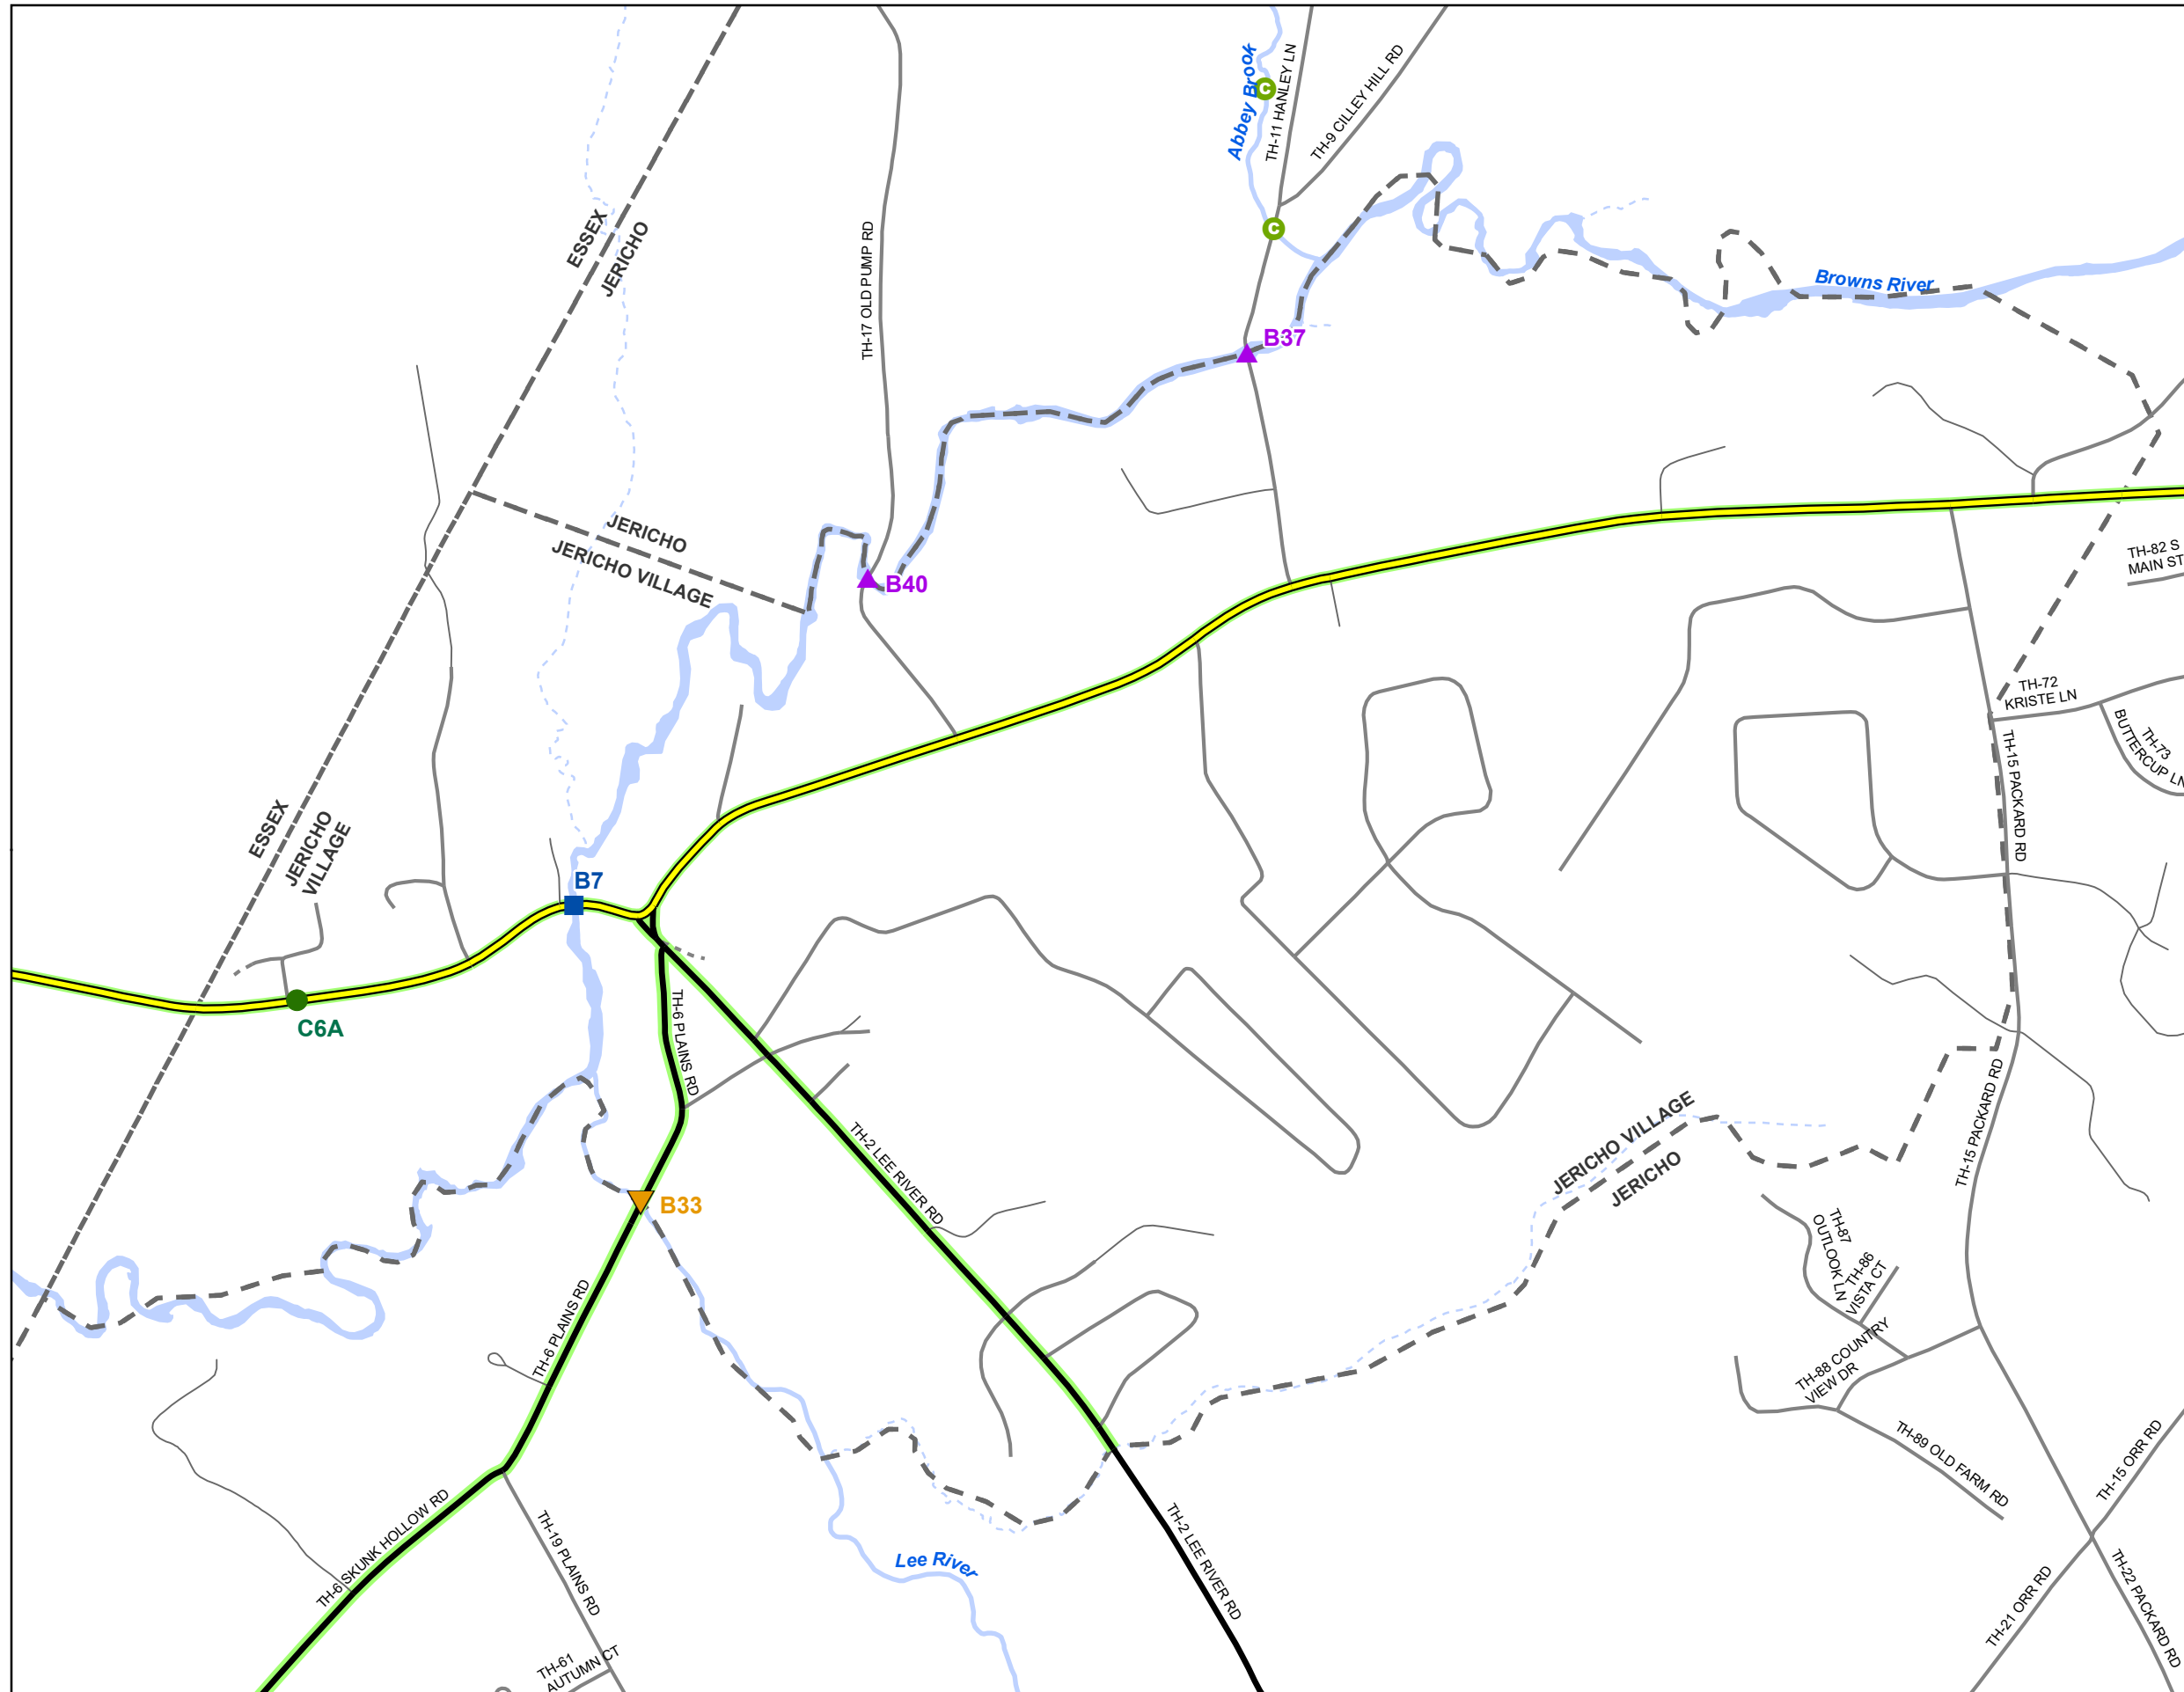 Abbey Brook
C
TH-11 HANLEY LN
TH-9 CILLEY HILL RD
C
ESSEX
JERICHO
TH-17 OLD PUMP RD
Browns River
B37
JERICHO
JERICHO VILLAGE
B40
TH-82 S
MAIN ST
TH-72
KRISTE LN
TH-73
BUTTERCUP LN
TH-15 PACKARD RD
ESSEX
JERICHO
VILLAGE
B7
C6A
TH-6 PLAINS RD
TH-2 LEE RIVER RD
JERICHO VILLAGE
JERICHO
TH-15 PACKARD RD
B33
TH-87
OUTLOOK LN
TH-86
VISTA CT
TH-6 PLAINS RD
TH-88 COUNTRY
VIEW DR
TH-89 OLD FARM RD
TH-15 ORR RD
TH-6 SKUNK HOLLOW RD
TH-19 PLAINS RD
Lee River
TH-2 LEE RIVER RD
TH-21 ORR RD
TH-22 PACKARD RD
TH-61
AUTUMN CT